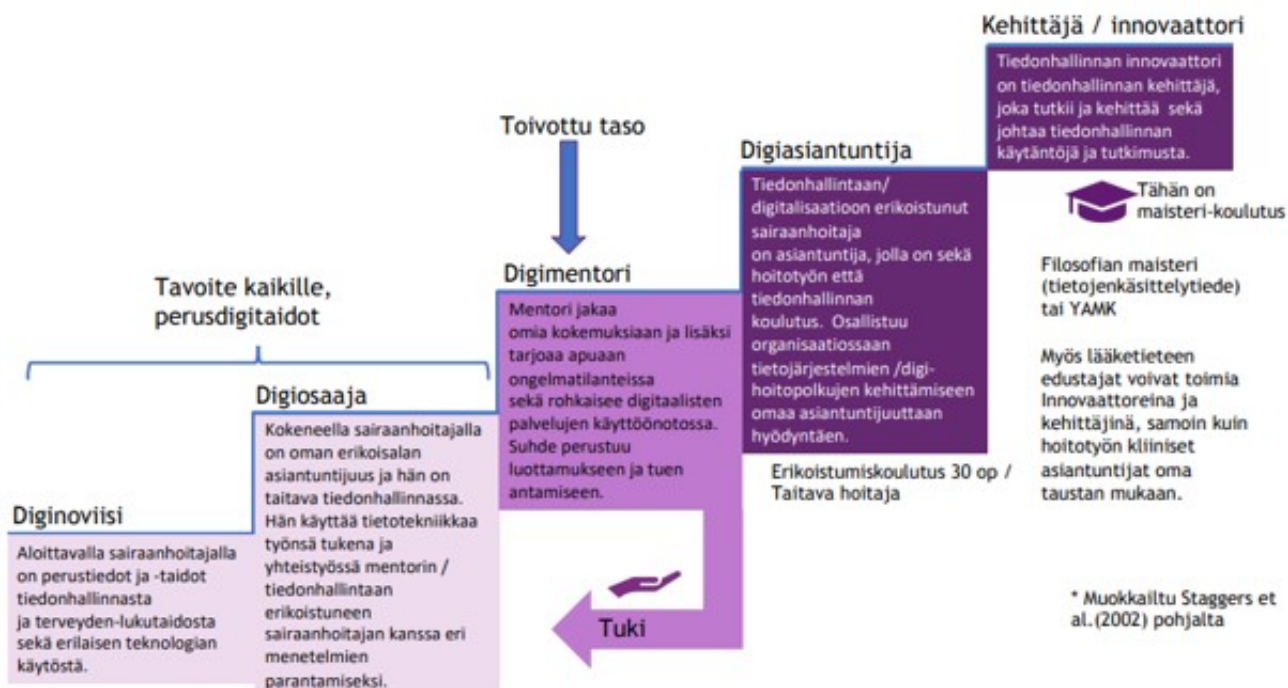 Kehittäjä / innovaattori
Tiedonhallinnan innovaattori
on tiedonhallinnan kehittäjä,
joka tutkii ja kehittää sekä
johtaa tiedonhallinnan
käytäntöjä ja tutkimusta.
Tähän on
maisteri-koulutus
Filosofian maisteri
(tietojenkäsittelytiede)
tai YAMK
Myös lääketieteen
edustajat voivat toimia
Innovaattoreina ja
kehittäjinä, samoin kuin
hoitotyön kliiniset
asiantuntijat oma
taustan mukaan.
Toivottu taso
Digiasiantuntija
Tiedonhallintaan/
digitalisaatioon erikoistunut
sairaanhoitaja
on asiantuntija, jolla on sekä
hoitotyön että
tiedonhallinnan
koulutus. Osallistuu
organisaatiossaan
tietojärjestelmien /digi-
hoitopolkujen kehittämiseen
omaa asiantuntijuuttaan
hyödyntäen.
Erikoistumiskoulutus 30 op /
Taitava hoitaja
Digimentori
Mentori jakaa
omia kokemuksiaan ja lisäksi
tarjoaa apuaan
ongelmatilanteissa
sekä rohkaisee digitaalisten
palvelujen käyttöönotossa.
Suhde perustuu
luottamukseen ja tuen
antamiseen.
Tuki
Tavoite kaikille,
perusdigitaidot
Digiosaaja
Kokeneella sairaanhoitajalla
on oman erikoisalan
asiantuntijuus ja hän on
taitava tiedonhallinnassa.
Hän käyttää tietotekniikkaa
työnsä tukena ja
yhteistyössä mentorin /
tiedonhallintaan
erikoistuneen
sairaanhoitajan kanssa eri
menetelmien
parantamiseksi.
Diginoviisi
Aloittavalla sairaanhoitajalla
on perustiedot ja -taidot
tiedonhallinnasta
ja terveyden-lukutaidosta
sekä erilaisen teknologian
käytöstä.
* Muokkailtu Staggers et
al.(2002) pohjalta